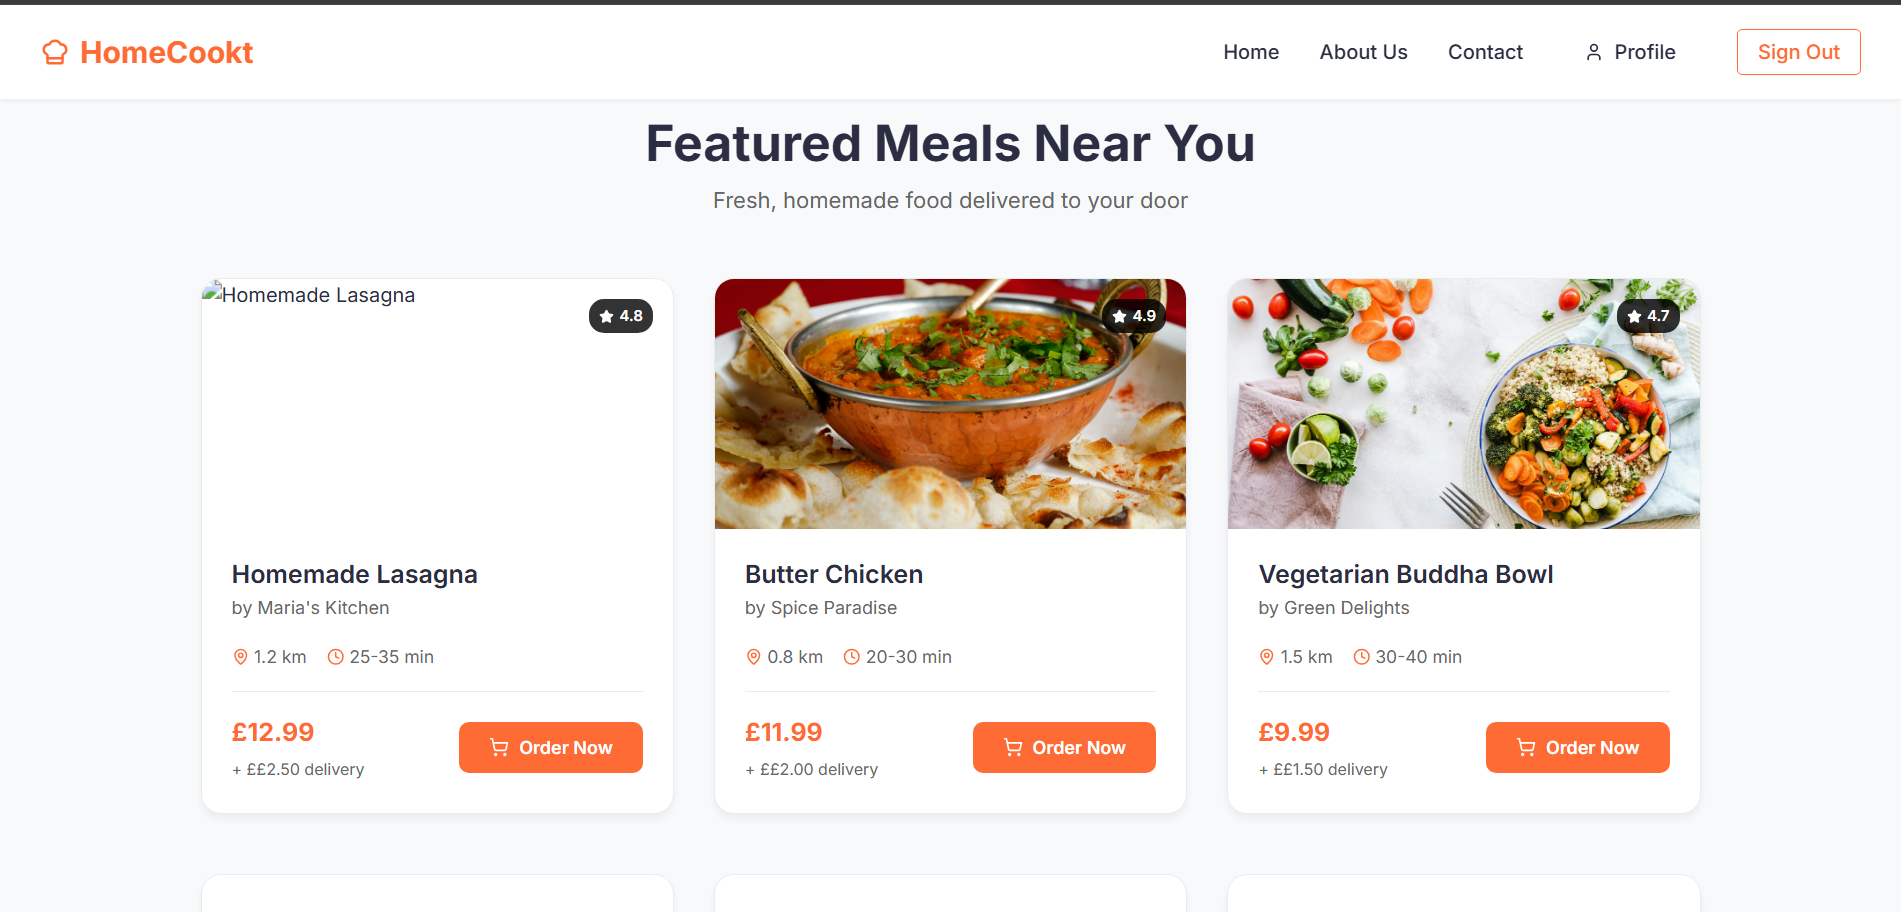 HomeCookt
Home
About Us
Contact
Profile
Sign Out
Featured Meals Near You
Fresh, homemade food delivered to your door
Homemade Lasagna
4.8
4.9
4.7
Homemade Lasagna
by Maria's Kitchen
1.2 km
25-35 min
£12.99
+ ££2.50 delivery
Order Now
Butter Chicken
by Spice Paradise
0.8 km
20-30 min
£11.99
+ ££2.00 delivery
Order Now
Vegetarian Buddha Bowl
by Green Delights
1.5 km
30-40 min
£9.99
+ ££1.50 delivery
Order Now